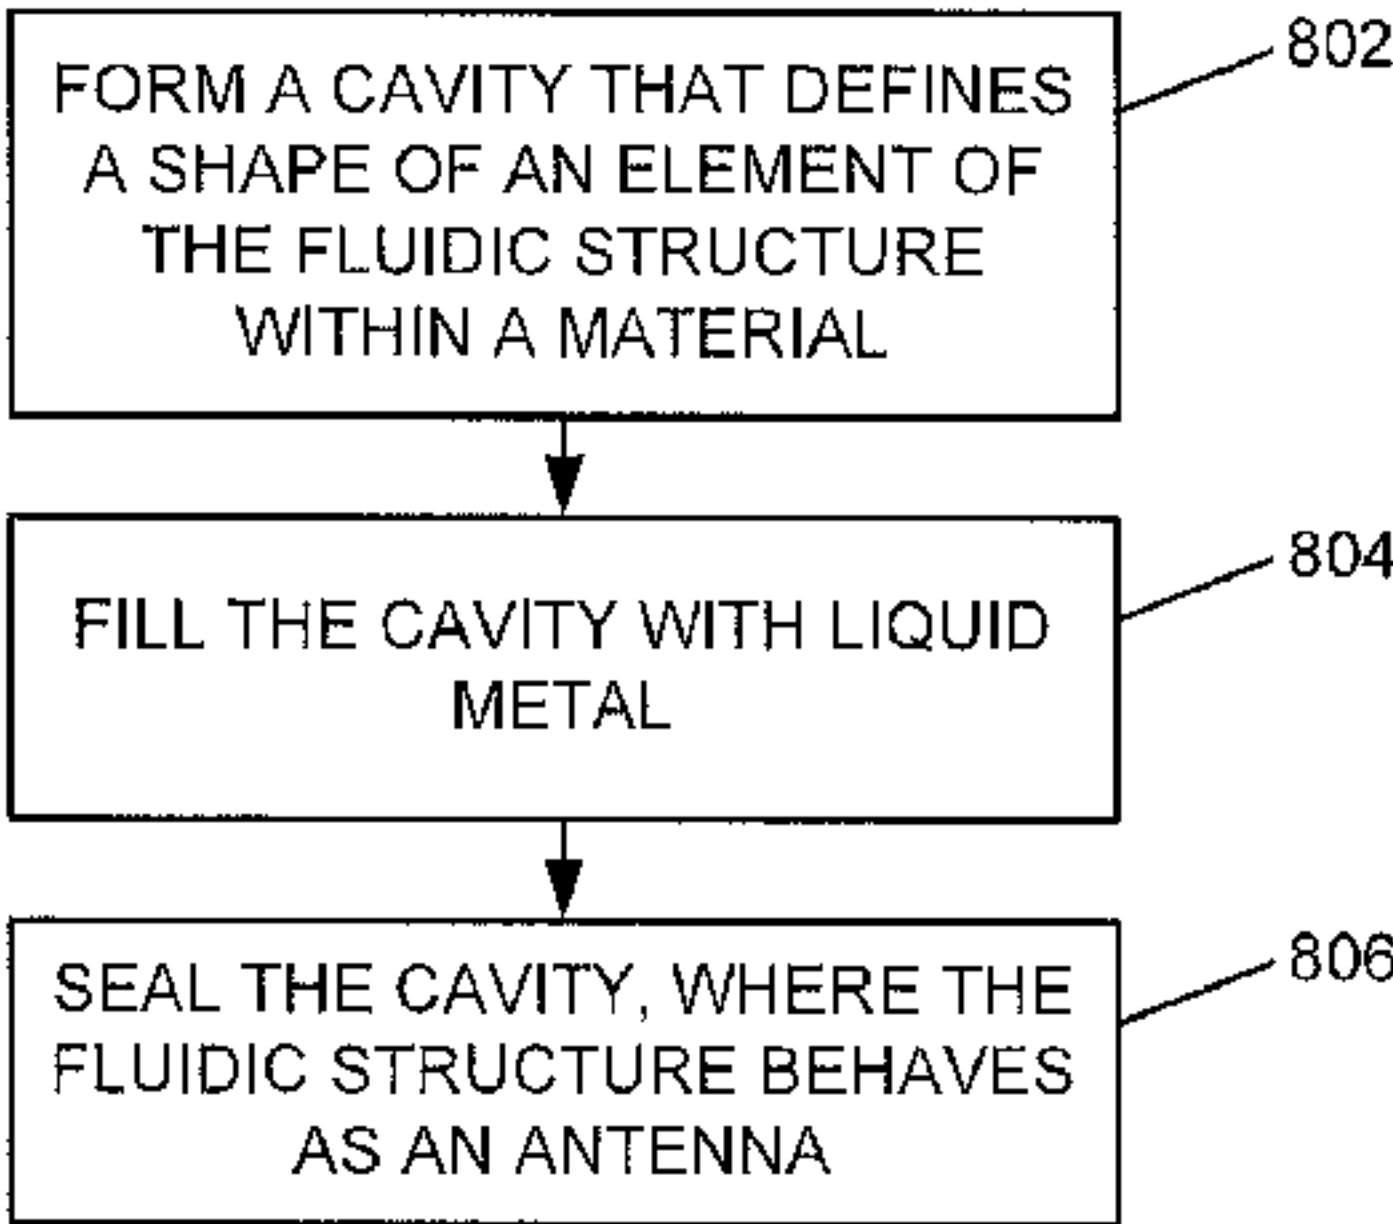 FORM A CAVITY THAT DEFINES
A SHAPE OF AN ELEMENT OF
THE FLUIDIC STRUCTURE
WITHIN A MATERIAL
802
FILL THE CAVITY WITH LIQUID
METAL
804
SEAL THE CAVITY, WHERE THE
FLUIDIC STRUCTURE BEHAVES
AS AN ANTENNA
806